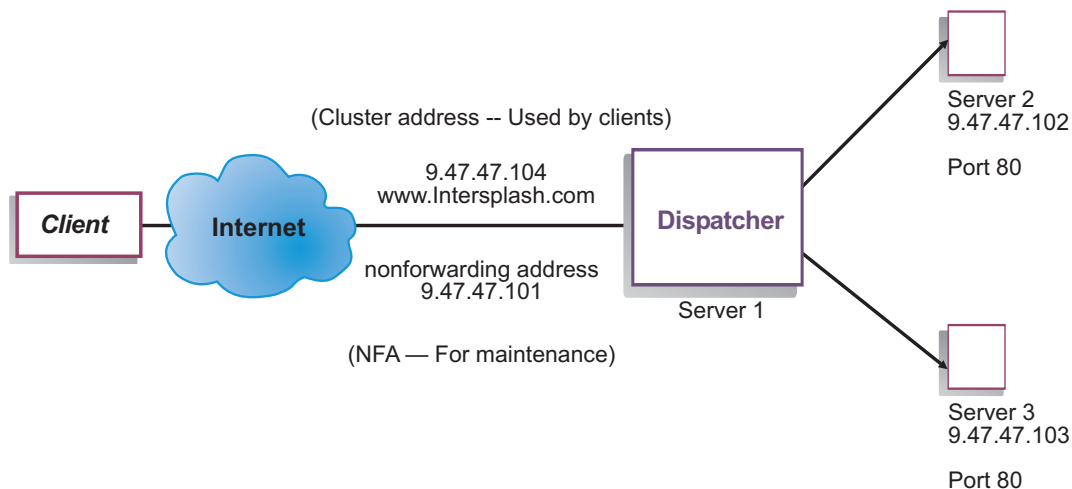 (Cluster address -- Used by clients)
9.47.47.104
www.Intersplash.com
Client
Internet
nonforwarding address
9.47.47.101
(NFA — For maintenance)
Dispatcher
Server 1
Server 2
9.47.47.102
Port 80
Server 3
9.47.47.103
Port 80